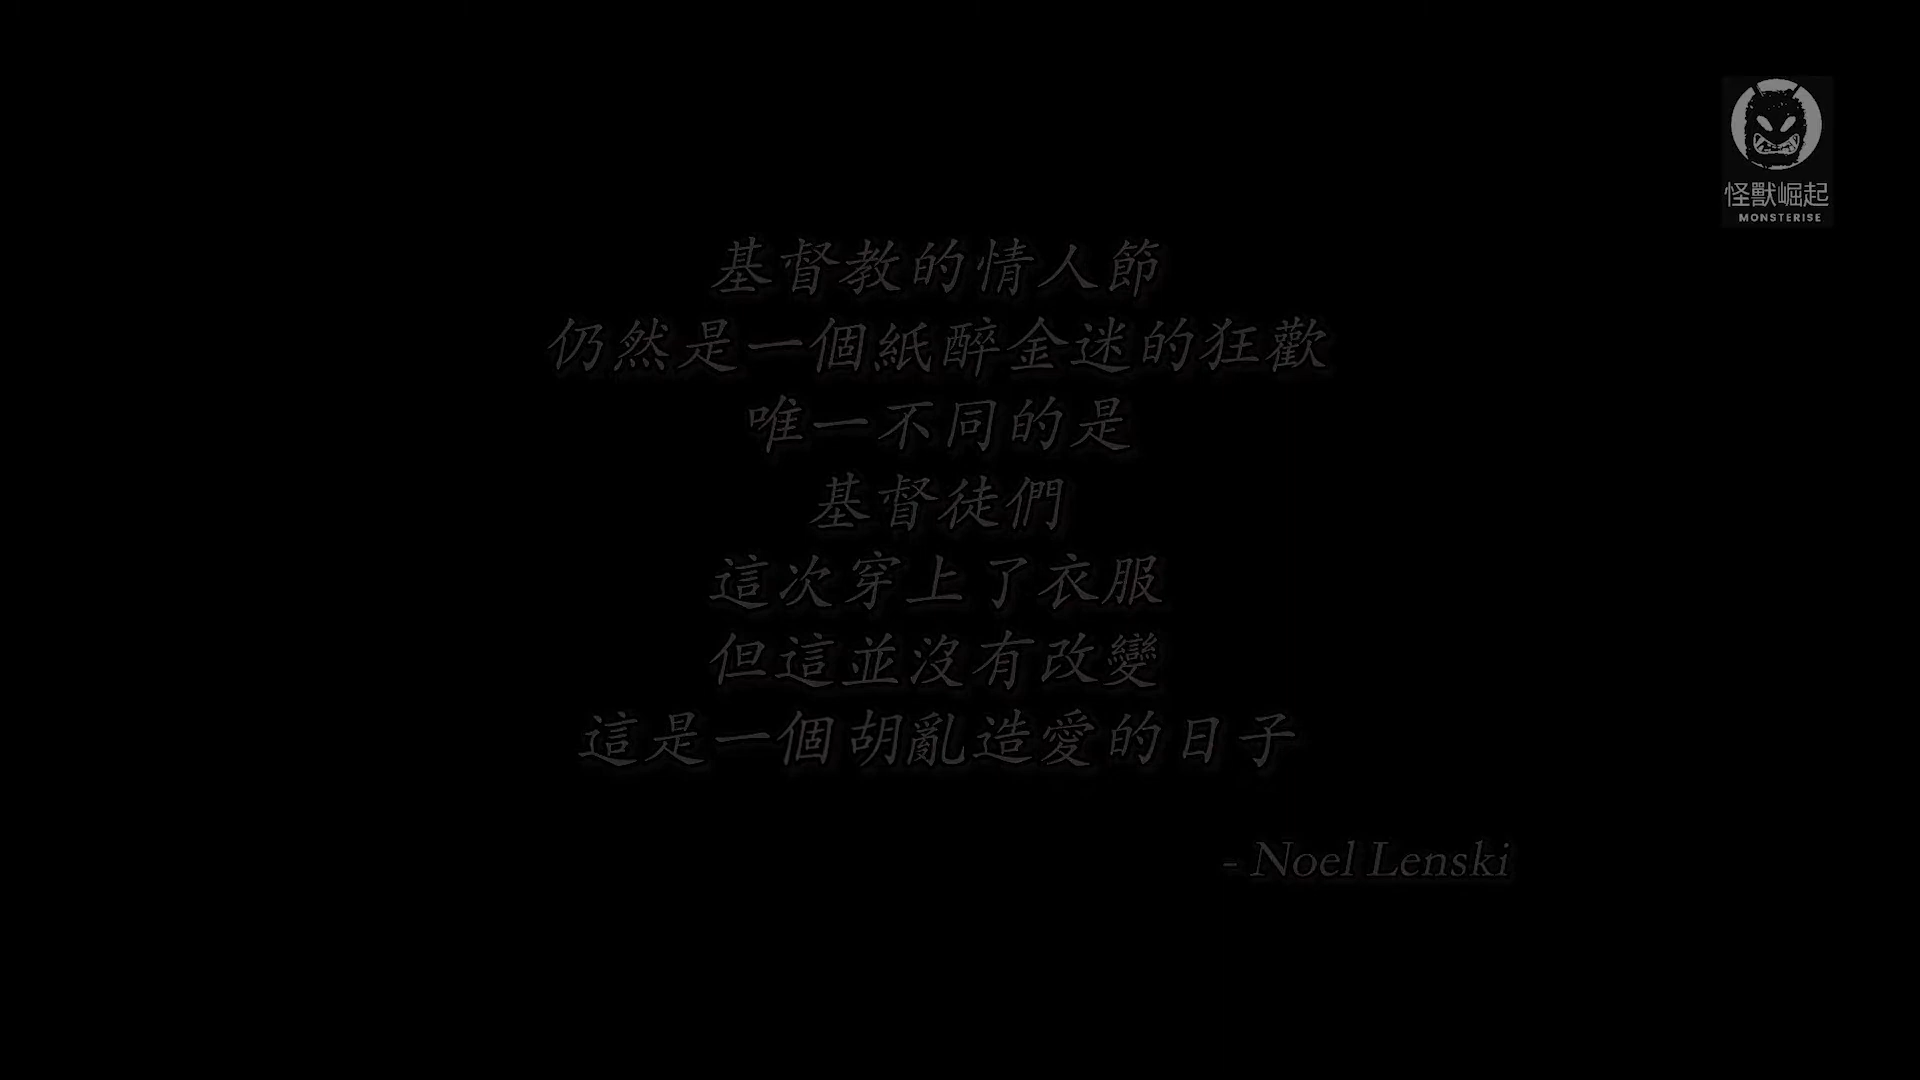 怪獸崛起
MONSTERISE
基督教的情人節
仍然是一個紙醉金迷的狂歡
唯一不同的是
基督徒們
這次穿上了衣服
但這並沒有改變
這是一個胡亂造愛的日子
- Noel Lenski